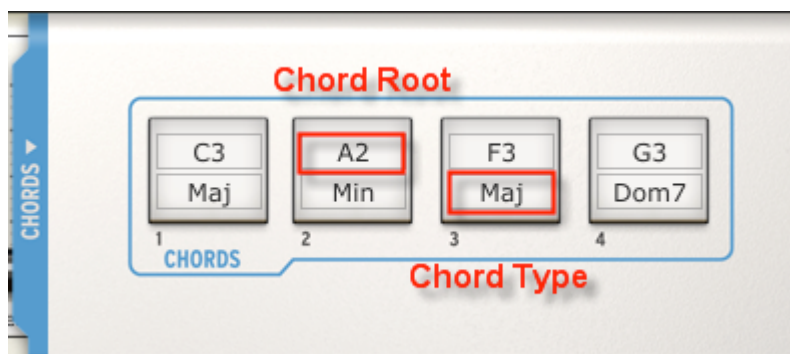 CHORDS ▼
Chord Root
C3 A2 F3 G3
Maj Min Maj Dom7
1 2 3 4
CHORDS
Chord Type